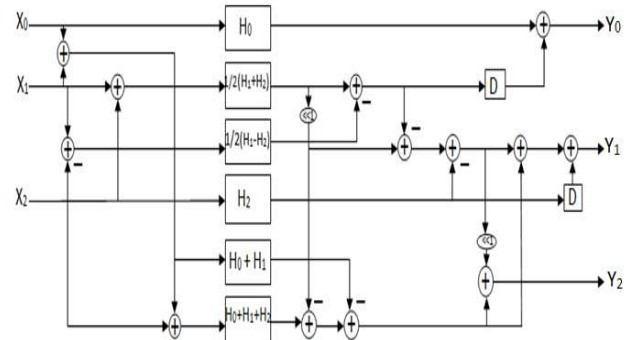 X₀
H₀
+
Y₀
+
X₁
+
1/2(H₁+H₂)
+
−
D
≪1
+
−
1/2(H₁-H₂)
−
+
−
+
+
+
Y₁
X₂
H₂
−
D
≪1
H₀ + H₁
+
Y₂
+
H₀+H₁+H₂
−
+
−
+